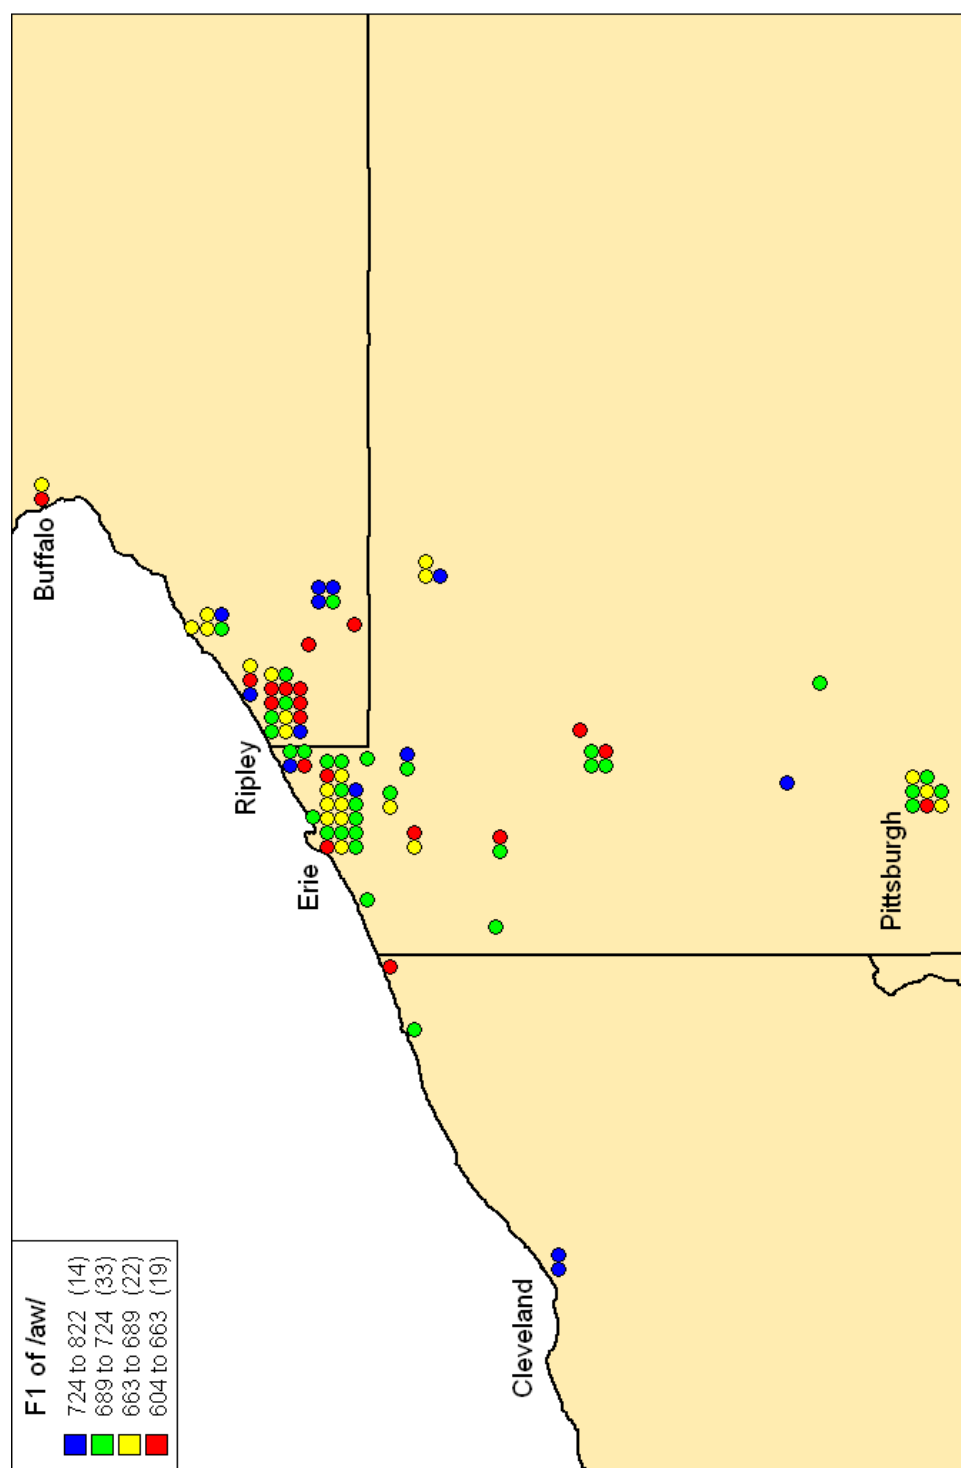 F1 of /aw/
724 to 822 (14)
689 to 724 (33)
663 to 689 (22)
604 to 663 (19)
Cleveland
Erie
Ripley
Buffalo
Pittsburgh